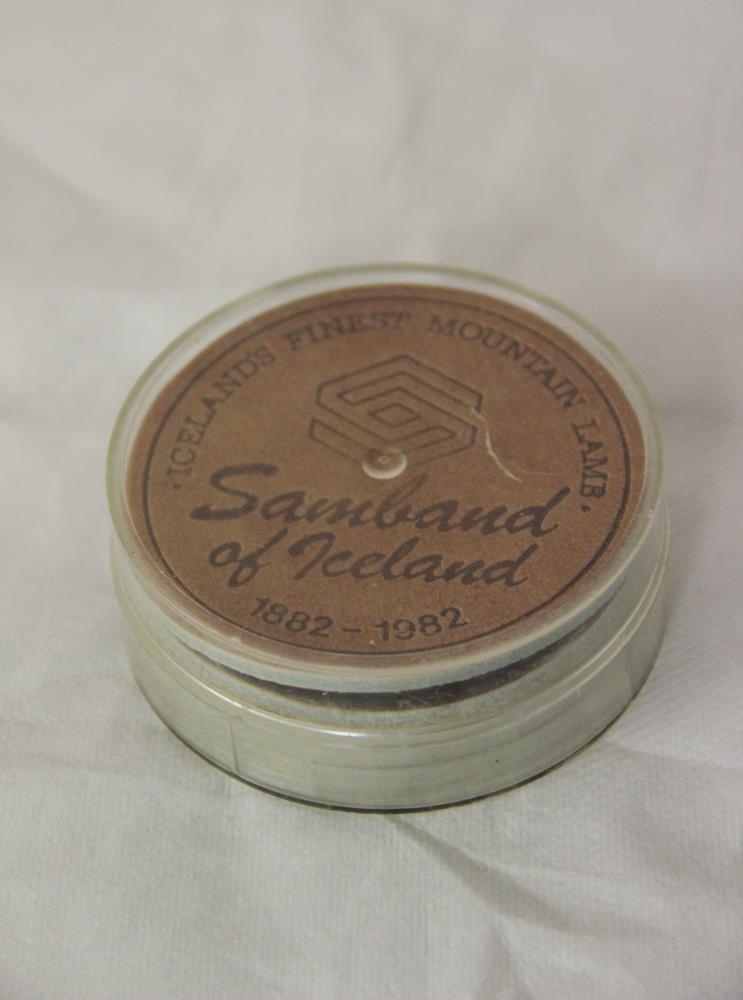 ·ICELAND'S FINEST MOUNTAIN LAMB·
Samband
of Iceland
1882-1982